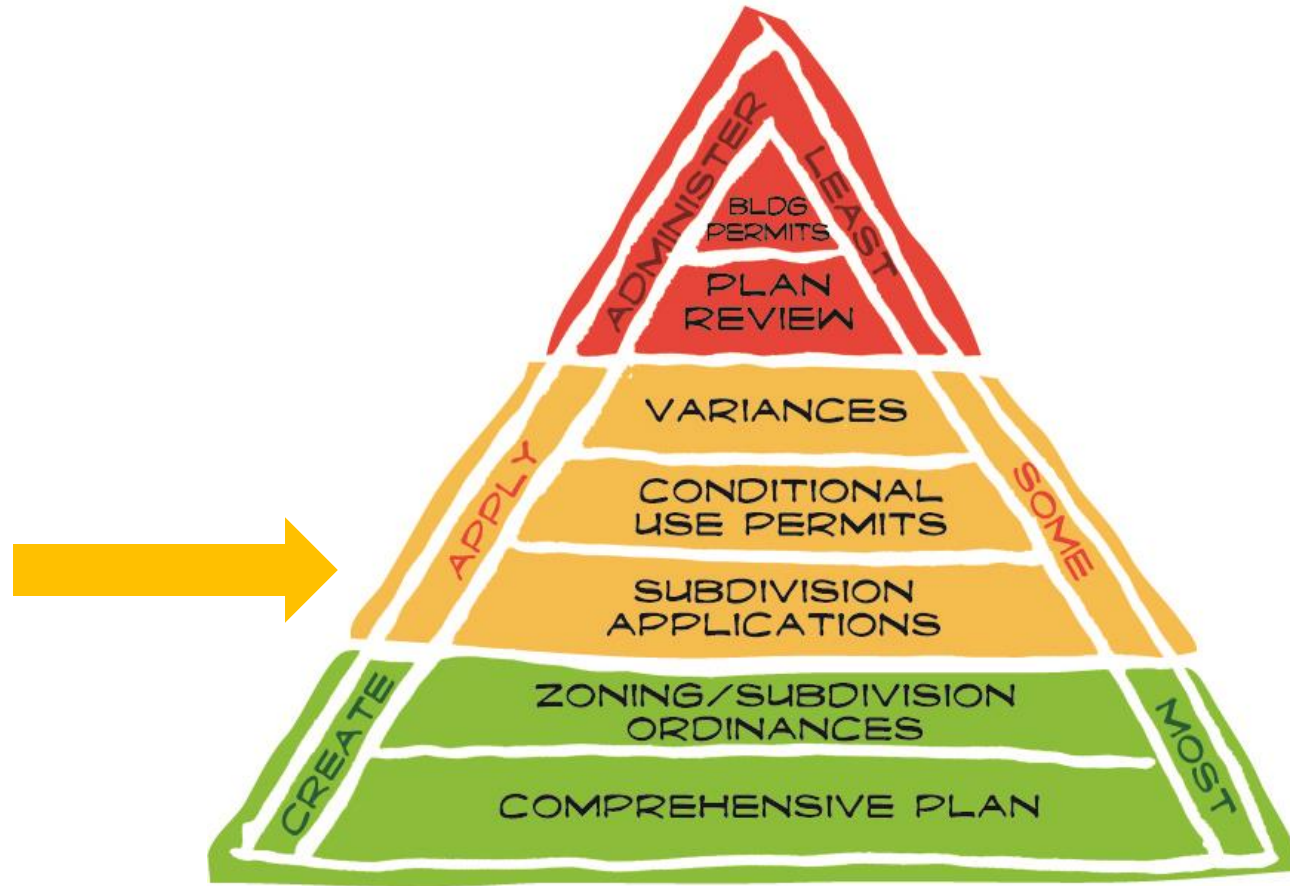 ADMINISTER
LEAST
BLDG
PERMITS
PLAN
REVIEW
APPLY
SOME
VARIANCES
CONDITIONAL
USE PERMITS
SUBDIVISION
APPLICATIONS
CREATE
MOST
ZONING/SUBDIVISION
ORDINANCES
COMPREHENSIVE PLAN